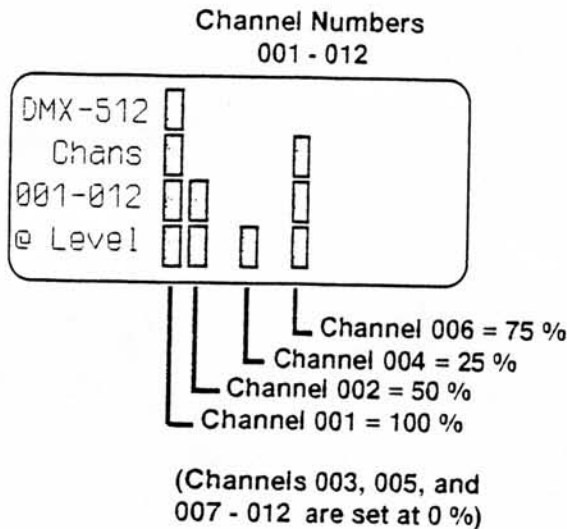 Channel Numbers
001 - 012
DMX-512
Chans
001-012
@ Level
Channel 006 = 75 %
Channel 004 = 25 %
Channel 002 = 50 %
Channel 001 = 100 %
(Channels 003, 005, and
007 - 012 are set at 0 %)